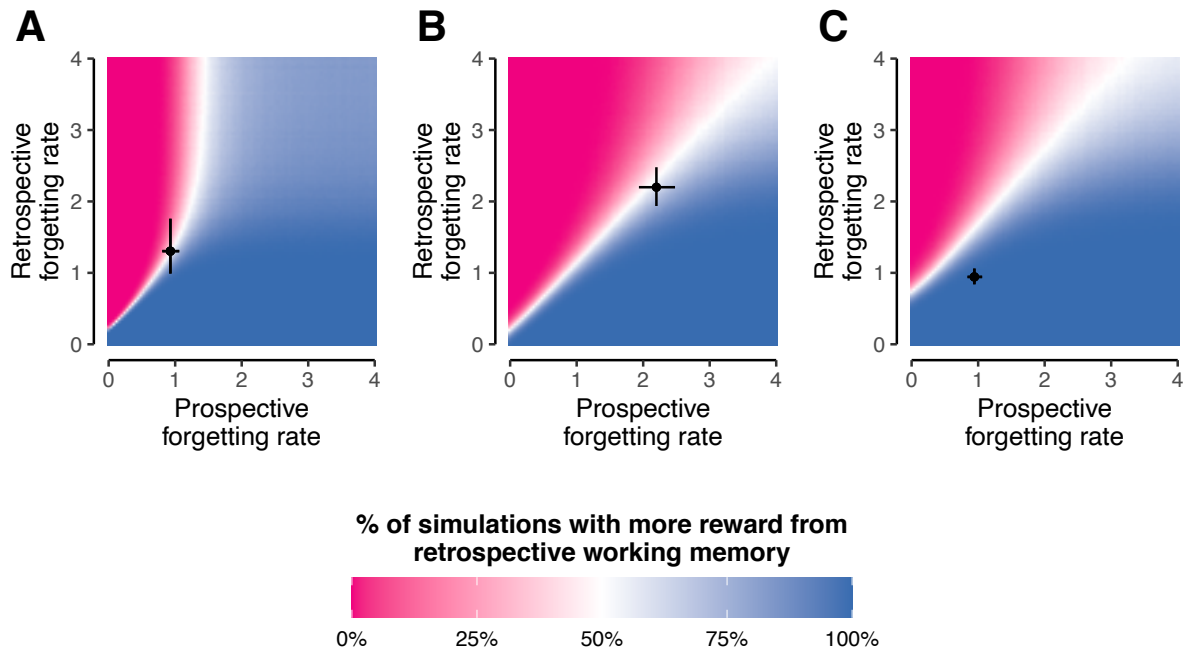 A
B
C
Retrospective
forgetting rate
4
3
2
1
0
0 1 2 3 4
Prospective
forgetting rate
Retrospective
forgetting rate
4
3
2
1
0
0 1 2 3 4
Prospective
forgetting rate
Retrospective
forgetting rate
4
3
2
1
0
0 1 2 3 4
Prospective
forgetting rate
% of simulations with more reward from
retrospective working memory
0% 25% 50% 75% 100%